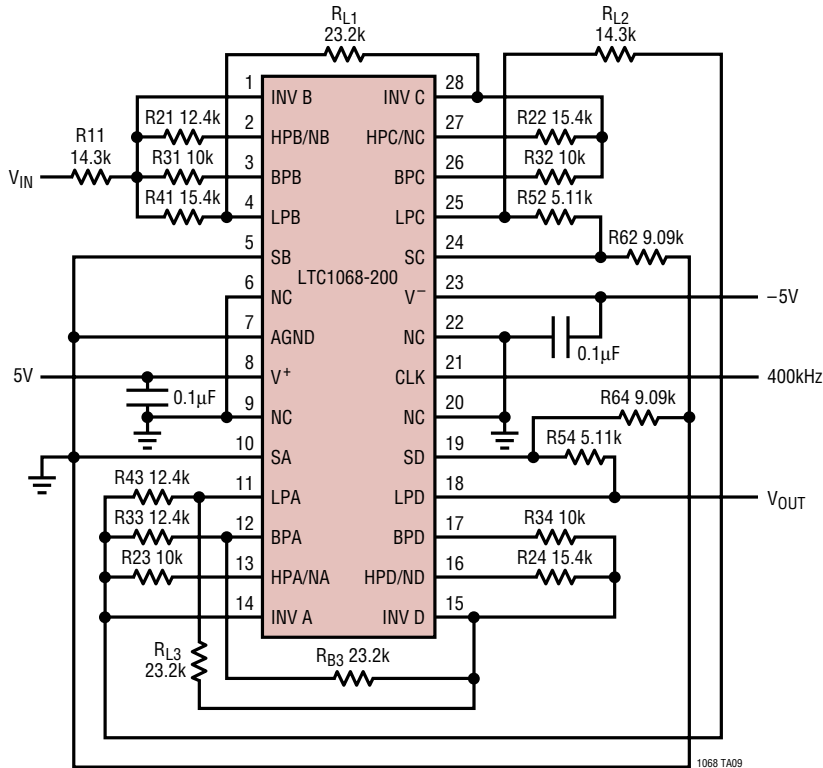 RL1
23.2k
RL2
14.3k
1
INV B
INV C
28
R11
14.3k
R21 12.4k
2
HPB/NB
HPC/NC
27
R22 15.4k
VIN
R31 10k
3
BPB
BPC
26
R32 10k
R41 15.4k
4
LPB
LPC
25
R52 5.11k
5
SB
SC
24
R62 9.09k
LTC1068-200
6
NC
V−
23
−5V
7
AGND
NC
22
0.1µF
5V
8
V+
CLK
21
400kHz
0.1µF
9
NC
NC
20
R64 9.09k
10
SA
SD
19
R54 5.11k
R43 12.4k
11
LPA
LPD
18
VOUT
R33 12.4k
12
BPA
BPD
17
R34 10k
R23 10k
13
HPA/NA
HPD/ND
16
R24 15.4k
14
INV A
INV D
15
RL3
23.2k
RB3 23.2k
1068 TA09